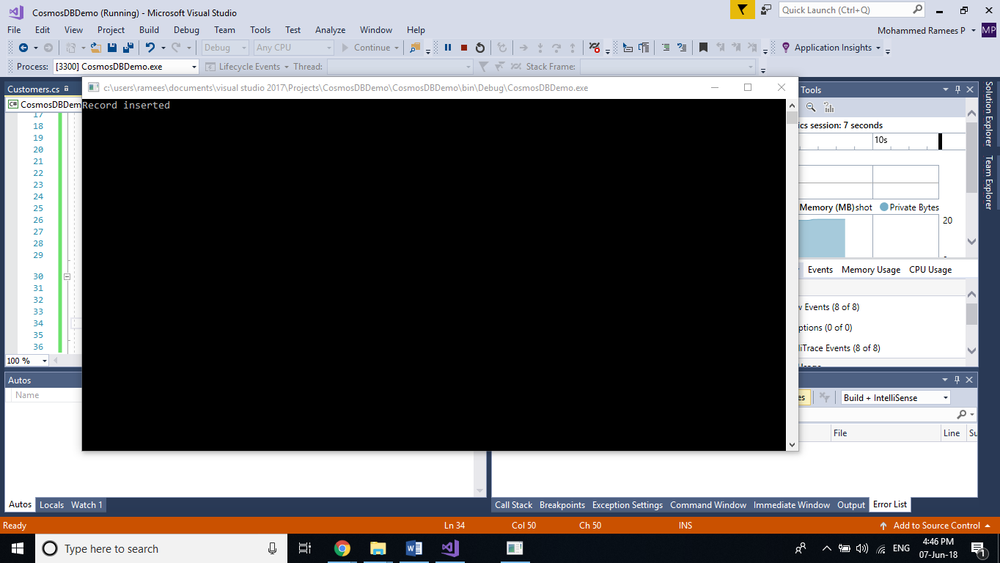 CosmosDBDemo (Running) - Microsoft Visual Studio
Quick Launch (Ctrl+Q)
File Edit View Project Build Debug Team Tools Test Analyze Window Help
Mohammed Ramees P MP
Debug Any CPU Continue Application Insights
Process: [3300] CosmosDBDemo.exe Lifecycle Events Thread: Stack Frame:
Customers.cs
c:\users\ramees\documents\visual studio 2017\Projects\CosmosDBDemo\CosmosDBDemo\bin\Debug\CosmosDBDemo.exe
Tools
C# CosmosDBDem
Record inserted
17
18
19
20
21
22
23
24
25
26
27
28
29
30
31
32
33
34
35
36
100 %
ics session: 7 seconds
10s
Memory (MB) shot Private Bytes
20
Events Memory Usage CPU Usage
w Events (8 of 8)
ptions (0 of 0)
liTrace Events (8 of 8)
Usage
Solution Explorer
Team Explorer
Autos
Name
es Build + IntelliSense
File Line Su
Autos Locals Watch 1
Call Stack Breakpoints Exception Settings Command Window Immediate Window Output Error List
Ready Ln 34 Col 50 Ch 50 INS Add to Source Control
Type here to search
ENG
4:46 PM
07-Jun-18
1